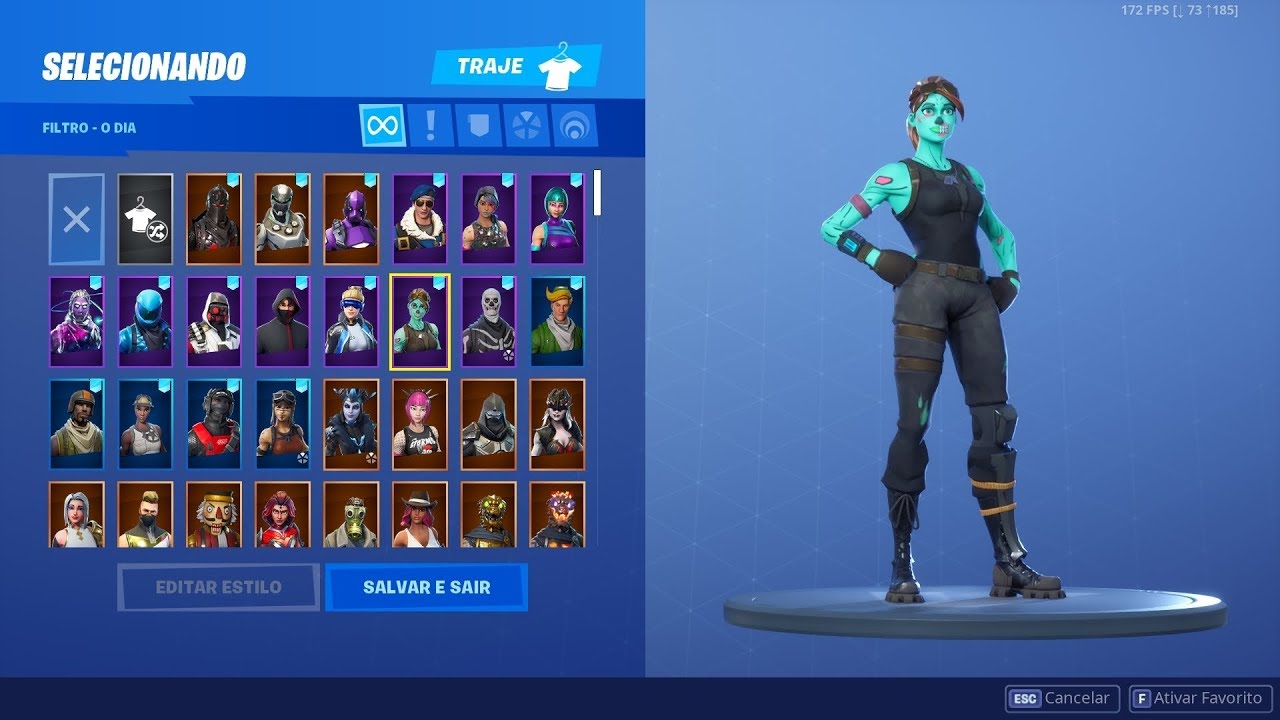 172 FPS [↓ 73 ↑185]
SELECIONANDO
TRAJE
FILTRO - O DIA
EDITAR ESTILO
SALVAR E SAIR
ESC Cancelar
F Ativar Favorito